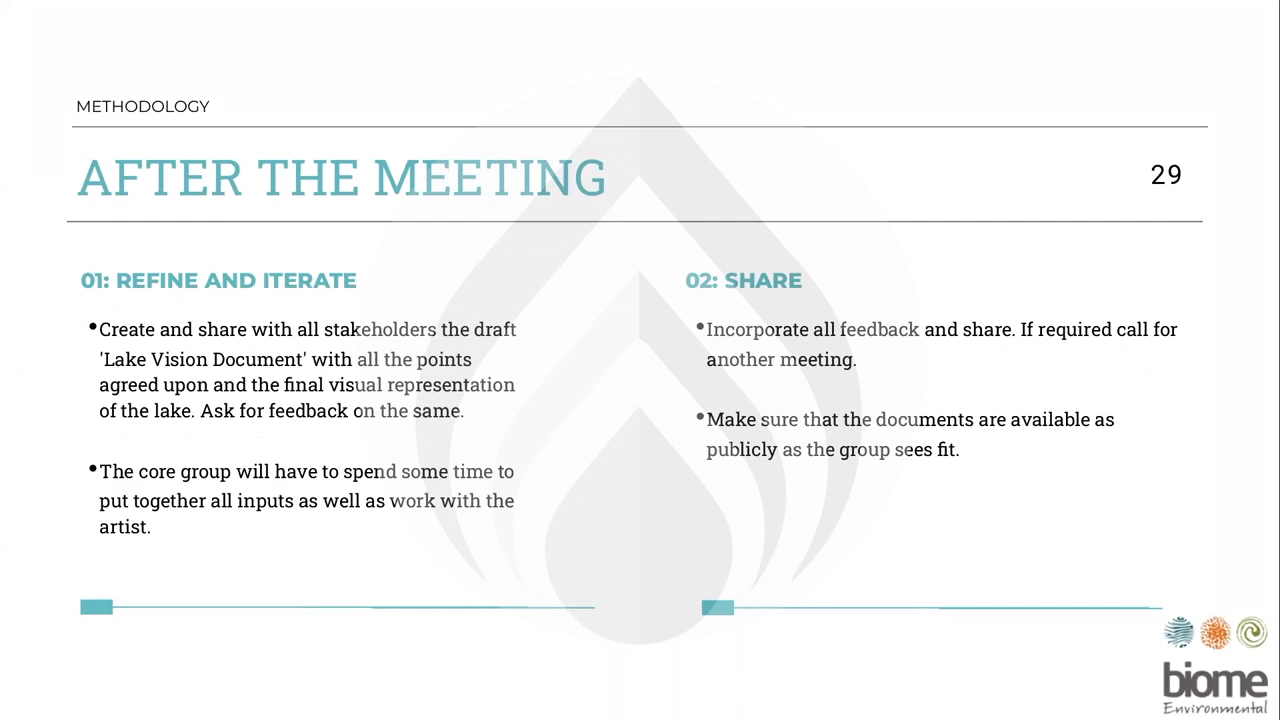 METHODOLOGY
AFTER THE MEETING
29
01: REFINE AND ITERATE
•Create and share with all stakeholders the draft
'Lake Vision Document' with all the points
agreed upon and the final visual representation
of the lake. Ask for feedback on the same.
•The core group will have to spend some time to
put together all inputs as well as work with the
artist.
02: SHARE
•Incorporate all feedback and share. If required call for
another meeting.
•Make sure that the documents are available as
publicly as the group sees fit.
biome
Environmental